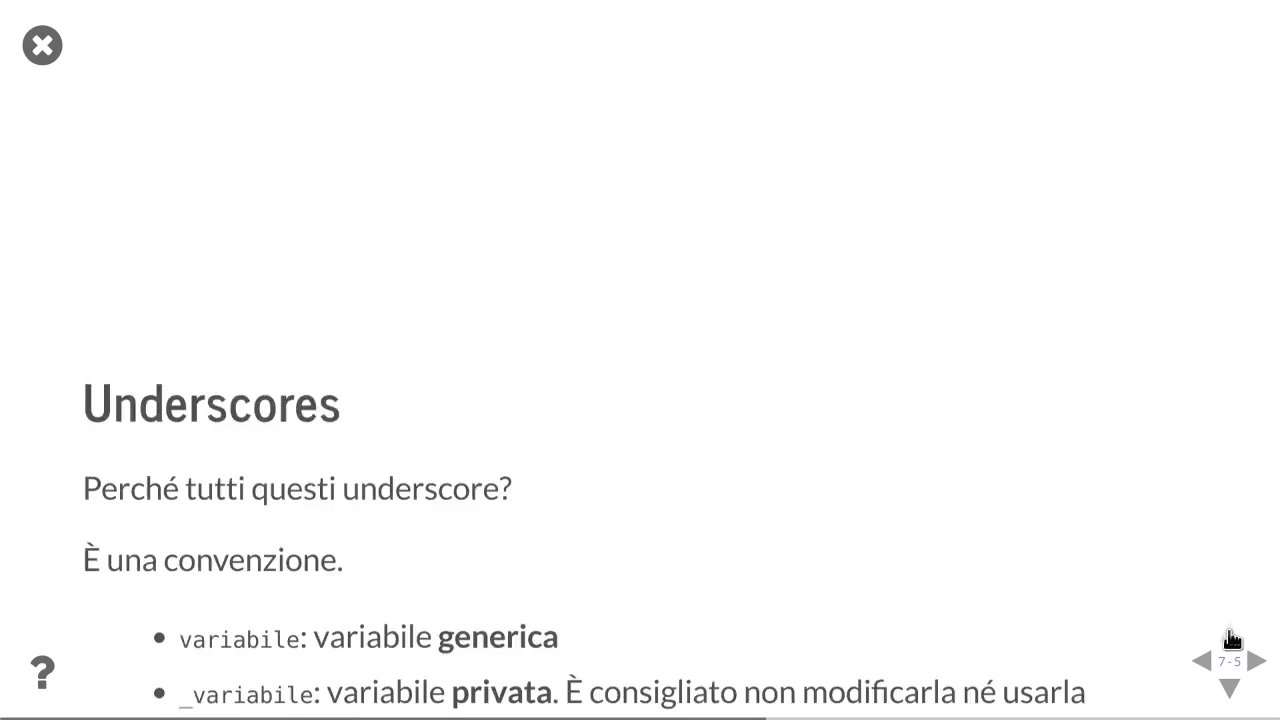 Underscores
Perché tutti questi underscore?
È una convenzione.
• variabile: variabile generica
• _variabile: variabile privata. È consigliato non modificarla né usarla
?
7-5